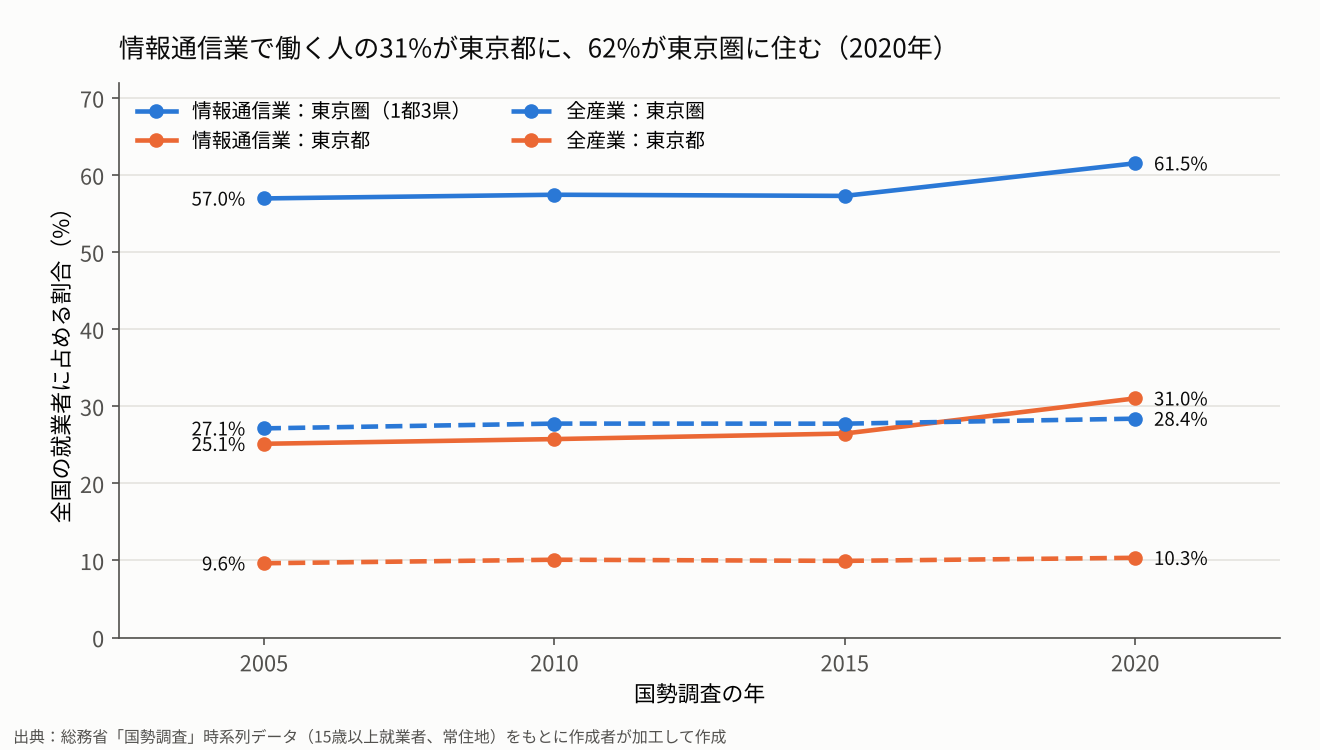 情報通信業で働く人の31%が東京都に、62%が東京圏に住む（2020年）
情報通信業：東京圏（1都3県）
情報通信業：東京都
全産業：東京圏
全産業：東京都
全国の就業者に占める割合（%）
70
60
50
40
30
20
10
0
57.0%
61.5%
27.1%
25.1%
31.0%
28.4%
9.6%
10.3%
2005
2010
2015
2020
国勢調査の年
出典：総務省「国勢調査」時系列データ（15歳以上就業者、常住地）をもとに作成者が加工して作成